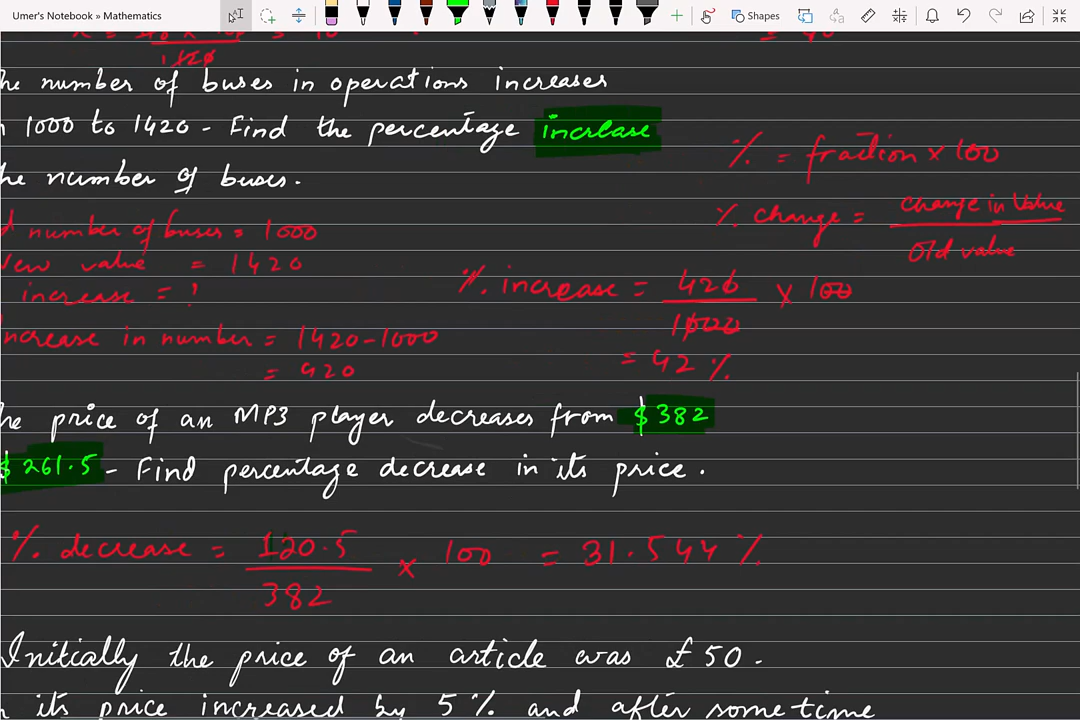 Umer's Notebook » Mathematics
Shapes
he number of buses in operations increases
1000 to 1420 - Find the percentage increase
he number of buses.
% = fraction x 100
% change = change in value / Old value
number of buses = 1000
New value = 1420
increase = ?
increase in number = 1420 - 1000
= 420
% increase = 420 / 1000 x 100
= 42 %
he price of an MP3 player decreases from $382
$261.5 - Find percentage decrease in its price.
% decrease = 120.5 / 382 x 100 = 31.544 %
Initially the price of an article was £50.
its price increased by 5% and after some time